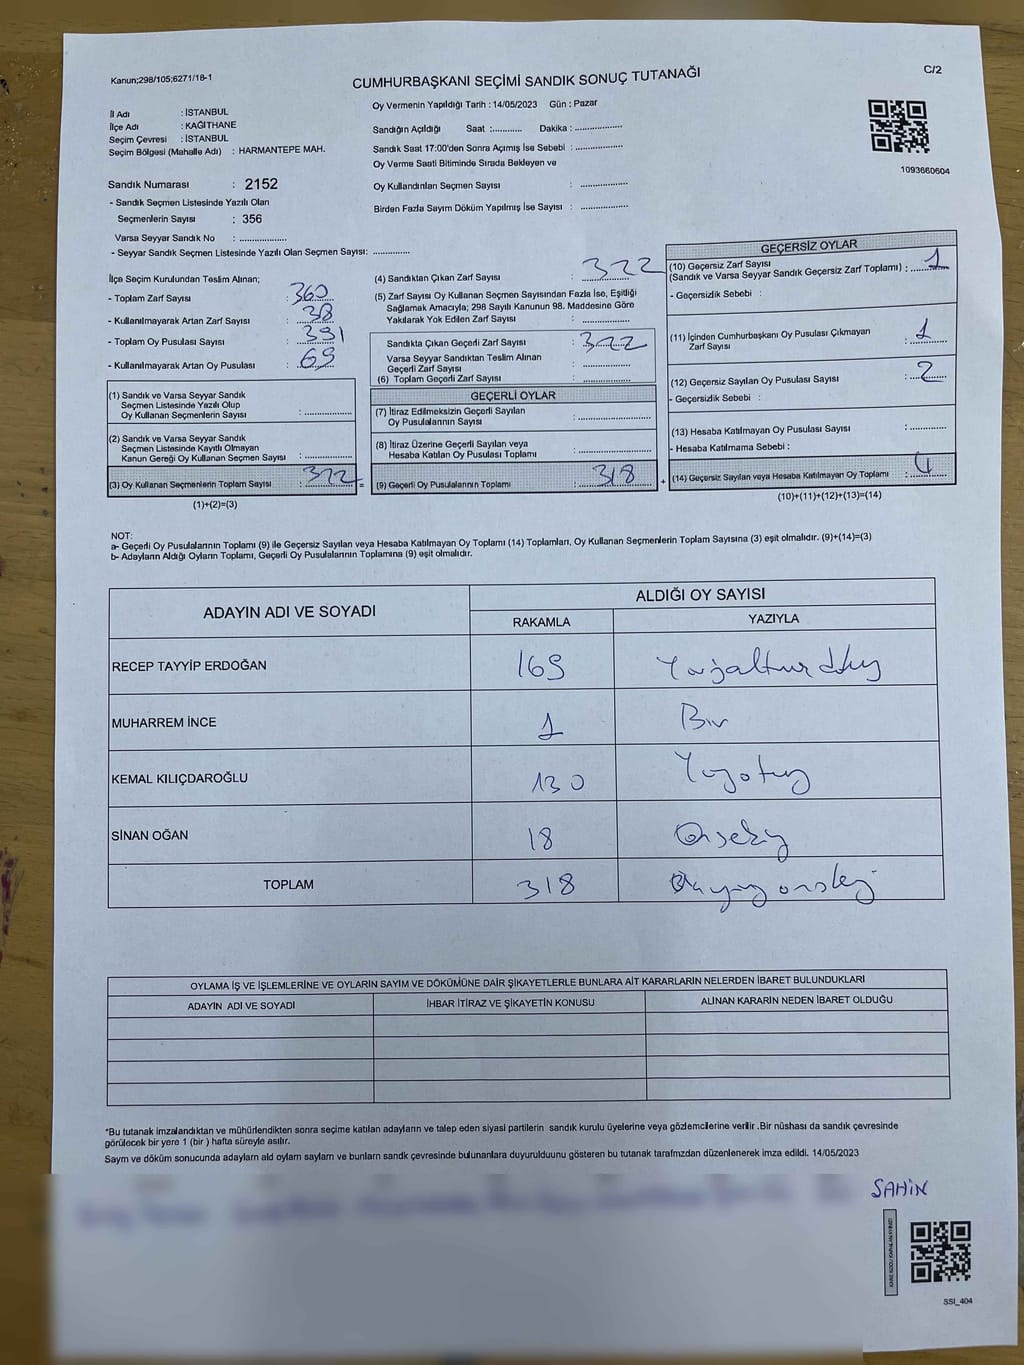 Kanun;298/105;6271/18-1
CUMHURBAŞKANI SEÇİMİ SANDIK SONUÇ TUTANAĞI
C/2
İl Adı : İSTANBUL
İlçe Adı : KAĞITHANE
Seçim Çevresi : İSTANBUL
Seçim Bölgesi (Mahalle Adı) : HARMANTEPE MAH.
Oy Vermenin Yapıldığı Tarih : 14/05/2023 Gün : Pazar
Sandığın Açıldığı Saat :............ Dakika : ..................
Sandık Saat 17:00'den Sonra Açımış İse Sebebi : ..................
Oy Verme Saati Bitiminde Sırada Bekleyen ve
Oy Kullandırılan Seçmen Sayısı : ..................
Birden Fazla Sayım Döküm Yapılmış İse Sayısı : ..................
1093660604
Sandık Numarası : 2152
- Sandık Seçmen Listesinde Yazılı Olan
Seçmenlerin Sayısı : 356
Varsa Seyyar Sandık No : ..................
- Seyyar Sandık Seçmen Listesinde Yazılı Olan Seçmen Sayısı: ..............
İlçe Seçim Kurulundan Teslim Alınan;
- Toplam Zarf Sayısı : 360
- Kullanılmayarak Artan Zarf Sayısı : 38
- Toplam Oy Pusulası Sayısı : 391
- Kullanılmayarak Artan Oy Pusulası : 69
(1) Sandık ve Varsa Seyyar Sandık
Seçmen Listesinde Yazılı Olup
Oy Kullanan Seçmenlerin Sayısı : ..................
(2) Sandık ve Varsa Seyyar Sandık
Seçmen Listesinde Kayıtlı Olmayan
Kanun Gereği Oy Kullanan Seçmen Sayısı : ..................
(3) Oy Kullanan Seçmenlerin Toplam Sayısı : 322 =
(1)+(2)=(3)
(4) Sandıktan Çıkan Zarf Sayısı : 322
(5) Zarf Sayısı Oy Kullanan Seçmen Sayısından Fazla İse, Eşitliği
Sağlamak Amacıyla; 298 Sayılı Kanunun 98. Maddesine Göre
Yakılarak Yok Edilen Zarf Sayısı : ..................
Sandıkta Çıkan Geçerli Zarf Sayısı : 322
Varsa Seyyar Sandıktan Teslim Alınan
Geçerli Zarf Sayısı : ..................
(6) Toplam Geçerli Zarf Sayısı : ..................
GEÇERLİ OYLAR
(7) İtiraz Edilmeksizin Geçerli Sayılan
Oy Pusulalarının Sayısı : ..................
(8) İtiraz Üzerine Geçerli Sayılan veya
Hesaba Katılan Oy Pusulası Toplamı : ..................
(9) Geçerli Oy Pusulalarının Toplamı : 318 +
GEÇERSİZ OYLAR
(10) Geçersiz Zarf Sayısı
(Sandık ve Varsa Seyyar Sandık Geçersiz Zarf Toplamı) : 1
- Geçersizlik Sebebi :
(11) İçinden Cumhurbaşkanı Oy Pusulası Çıkmayan
Zarf Sayısı : 1
(12) Geçersiz Sayılan Oy Pusulası Sayısı : 2
- Geçersizlik Sebebi :
(13) Hesaba Katılmayan Oy Pusulası Sayısı : ............
- Hesaba Katılmama Sebebi :
(14) Geçersiz Sayılan veya Hesaba Katılmayan Oy Toplamı : 4
(10)+(11)+(12)+(13)=(14)
NOT:
a- Geçerli Oy Pusulalarının Toplamı (9) ile Geçersiz Sayılan veya Hesaba Katılmayan Oy Toplamı (14) Toplamları, Oy Kullanan Seçmenlerin Toplam Sayısına (3) eşit olmalıdır. (9)+(14)=(3)
b- Adayların Aldığı Oyların Toplamı, Geçerli Oy Pusulalarının Toplamına (9) eşit olmalıdır.
ADAYIN ADI VE SOYADI
ALDIĞI OY SAYISI
RAKAMLA YAZIYLA
RECEP TAYYİP ERDOĞAN 169
MUHARREM İNCE 1 Bir
KEMAL KILIÇDAROĞLU 130 Yüzotuz
SİNAN OĞAN 18 Onsekiz
TOPLAM 318
OYLAMA İŞ VE İŞLEMLERİNE VE OYLARIN SAYIM VE DÖKÜMÜNE DAİR ŞİKAYETLERLE BUNLARA AİT KARARLARIN NELERDEN İBARET BULUNDUKLARI
ADAYIN ADI VE SOYADI İHBAR İTİRAZ VE ŞİKAYETİN KONUSU ALINAN KARARIN NEDEN İBARET OLDUĞU
*Bu tutanak imzalandıktan ve mühürlendikten sonra seçime katılan adayların ve talep eden siyasi partilerin sandık kurulu üyelerine veya gözlemcilerine verilir .Bir nüshası da sandık çevresinde
görülecek bir yere 1 (bir ) hafta süreyle asılır.
Sayım ve döküm sonucunda adayların ald oyların sayların ve bunların sandk çevresinde bulunanlara duyurulduunu gösteren bu tutanak tarafmzdan düzenlenerek imza edildi. 14/05/2023
SAHİN
SSI_404